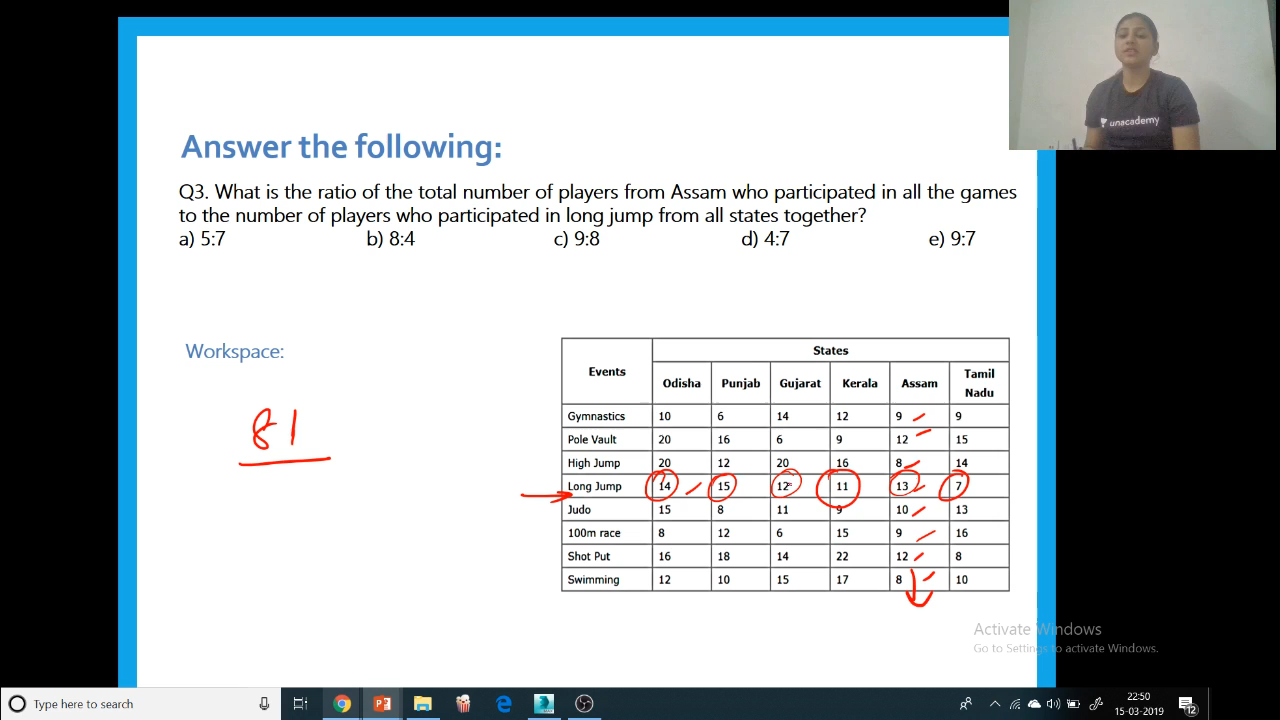 unacademy
Answer the following:
Q3. What is the ratio of the total number of players from Assam who participated in all the games
to the number of players who participated in long jump from all states together?
a) 5:7 b) 8:4 c) 9:8 d) 4:7 e) 9:7
Workspace:
81
Events States
Odisha Punjab Gujarat Kerala Assam Tamil Nadu
Gymnastics 10 6 14 12 9 9
Pole Vault 20 16 6 9 12 15
High Jump 20 12 20 16 8 14
Long Jump 14 15 12 11 13 7
Judo 15 8 11 9 10 13
100m race 8 12 6 15 9 16
Shot Put 16 18 14 22 12 8
Swimming 12 10 15 17 8 10
Activate Windows
Go to Settings to activate Windows.
Type here to search
22:50
15-03-2019
12